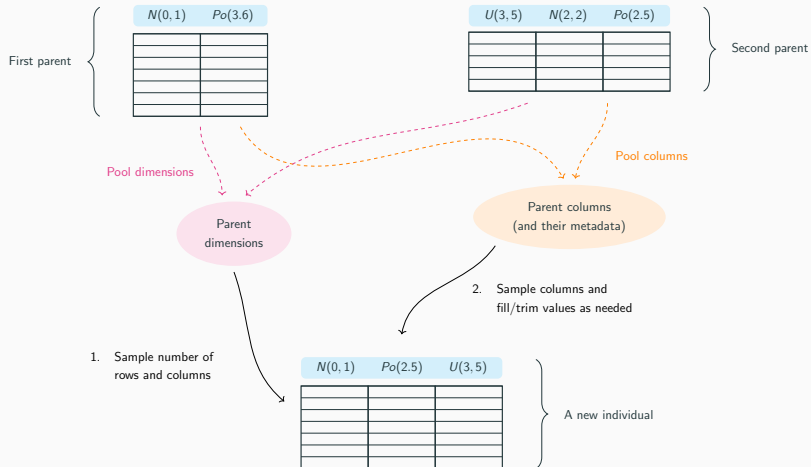 N(0, 1) Po(3.6)
U(3, 5) N(2, 2) Po(2.5)
First parent
Second parent
Pool dimensions
Pool columns
Parent
dimensions
Parent columns
(and their metadata)
2. Sample columns and
fill/trim values as needed
1. Sample number of
rows and columns
N(0, 1) Po(2.5) U(3, 5)
A new individual